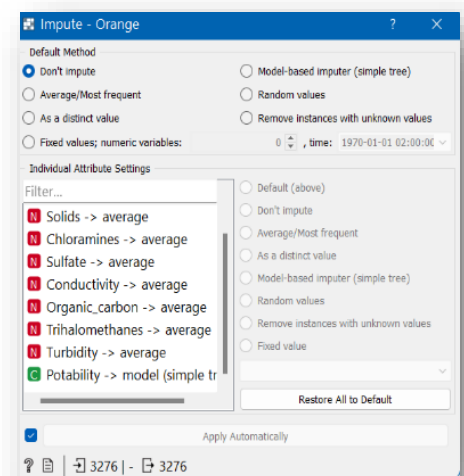 Impute - Orange ? ×
Default Method
Don't impute
Model-based imputer (simple tree)
Average/Most frequent
Random values
As a distinct value
Remove instances with unknown values
Fixed values; numeric variables: 0 , time: 1970-01-01 02:00:00
Individual Attribute Settings
Filter...
N Solids -> average
N Chloramines -> average
N Sulfate -> average
N Conductivity -> average
N Organic_carbon -> average
N Trihalomethanes -> average
N Turbidity -> average
C Potability -> model (simple tr
Default (above)
Don't impute
Average/Most frequent
As a distinct value
Model-based imputer (simple tree)
Random values
Remove instances with unknown values
Fixed value
Restore All to Default
Apply Automatically
? 3276 | - 3276